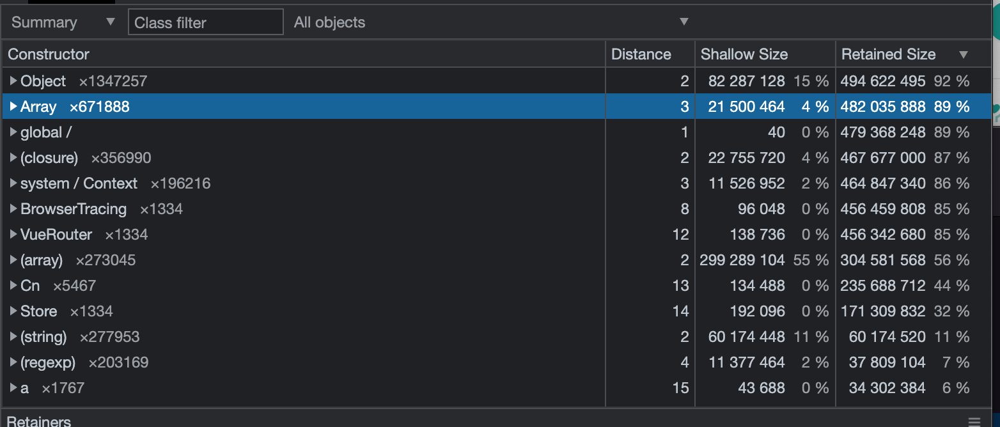 Summary ▼ Class filter All objects ▼
Constructor Distance Shallow Size Retained Size ▼
▶Object ×1347257 2 82 287 128 15 % 494 622 495 92 %
▶Array ×671888 3 21 500 464 4 % 482 035 888 89 %
▶global / 1 40 0 % 479 368 248 89 %
▶(closure) ×356990 2 22 755 720 4 % 467 677 000 87 %
▶system / Context ×196216 3 11 526 952 2 % 464 847 340 86 %
▶BrowserTracing ×1334 8 96 048 0 % 456 459 808 85 %
▶VueRouter ×1334 12 138 736 0 % 456 342 680 85 %
▶(array) ×273045 2 299 289 104 55 % 304 581 568 56 %
▶Cn ×5467 13 134 488 0 % 235 688 712 44 %
▶Store ×1334 14 192 096 0 % 171 309 832 32 %
▶(string) ×277953 2 60 174 448 11 % 60 174 520 11 %
▶(regexp) ×203169 4 11 377 464 2 % 37 809 104 7 %
▶a ×1767 15 43 688 0 % 34 302 384 6 %
Retainers